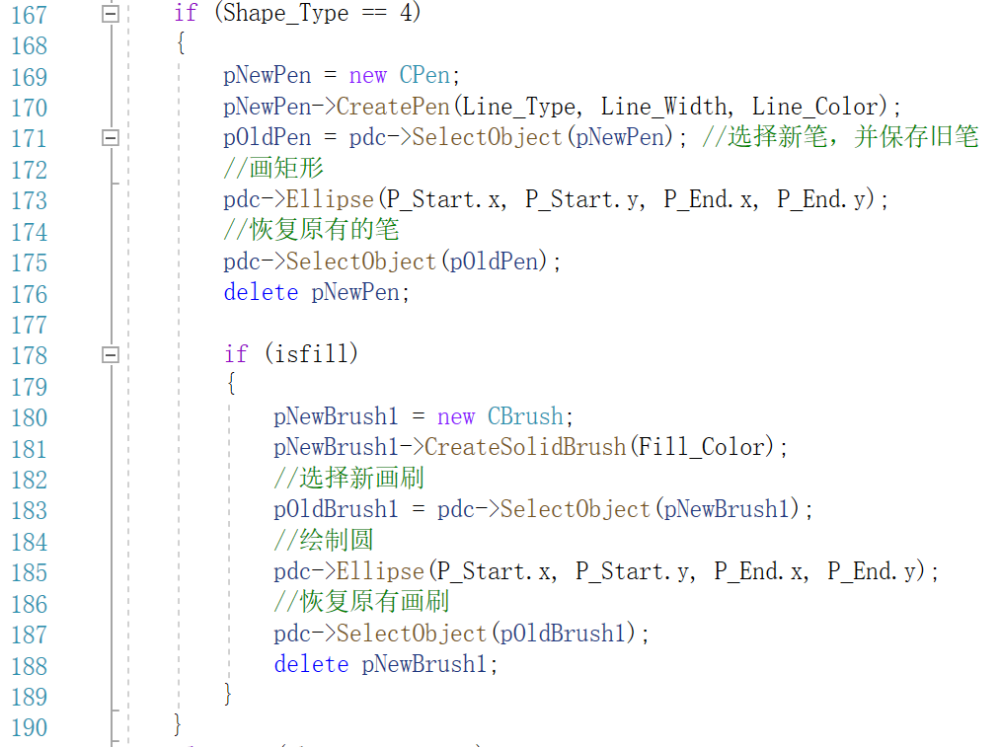 167 if (Shape_Type == 4)
168 {
169 pNewPen = new CPen;
170 pNewPen->CreatePen(Line_Type, Line_Width, Line_Color);
171 pOldPen = pdc->SelectObject(pNewPen); //选择新笔，并保存旧笔
172 //画矩形
173 pdc->Ellipse(P_Start.x, P_Start.y, P_End.x, P_End.y);
174 //恢复原有的笔
175 pdc->SelectObject(pOldPen);
176 delete pNewPen;
177
178 if (isfill)
179 {
180 pNewBrush1 = new CBrush;
181 pNewBrush1->CreateSolidBrush(Fill_Color);
182 //选择新画刷
183 pOldBrush1 = pdc->SelectObject(pNewBrush1);
184 //绘制圆
185 pdc->Ellipse(P_Start.x, P_Start.y, P_End.x, P_End.y);
186 //恢复原有画刷
187 pdc->SelectObject(pOldBrush1);
188 delete pNewBrush1;
189 }
190 }